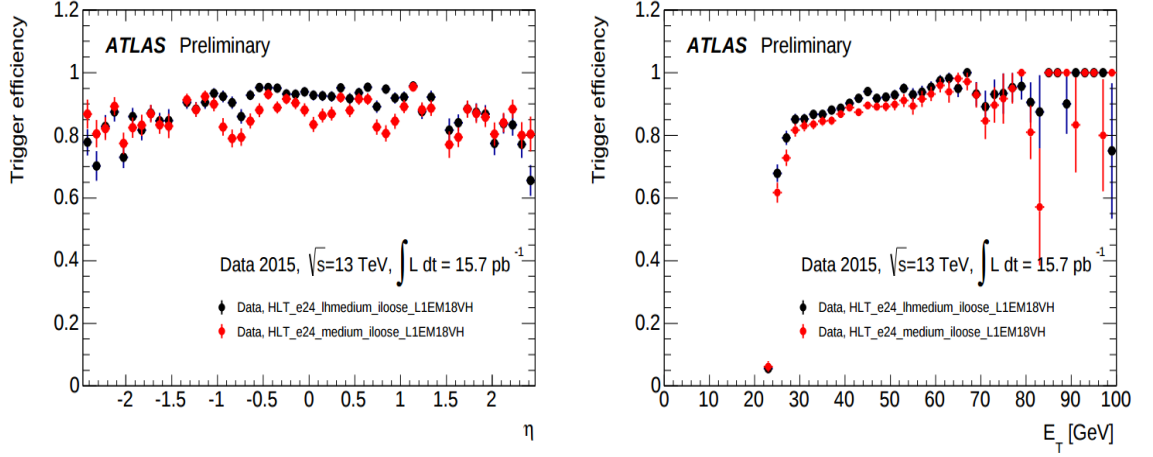 Trigger efficiency
1.2
1
0.8
0.6
0.4
0.2
0
ATLAS Preliminary
Data 2015, √s=13 TeV, ∫ L dt = 15.7 pb⁻¹
Data, HLT_e24_lhmedium_iloose_L1EM18VH
Data, HLT_e24_medium_iloose_L1EM18VH
-2 -1.5 -1 -0.5 0 0.5 1 1.5 2
η
Trigger efficiency
1.2
1
0.8
0.6
0.4
0.2
0
ATLAS Preliminary
Data 2015, √s=13 TeV, ∫ L dt = 15.7 pb⁻¹
Data, HLT_e24_lhmedium_iloose_L1EM18VH
Data, HLT_e24_medium_iloose_L1EM18VH
0 10 20 30 40 50 60 70 80 90 100
E_T [GeV]